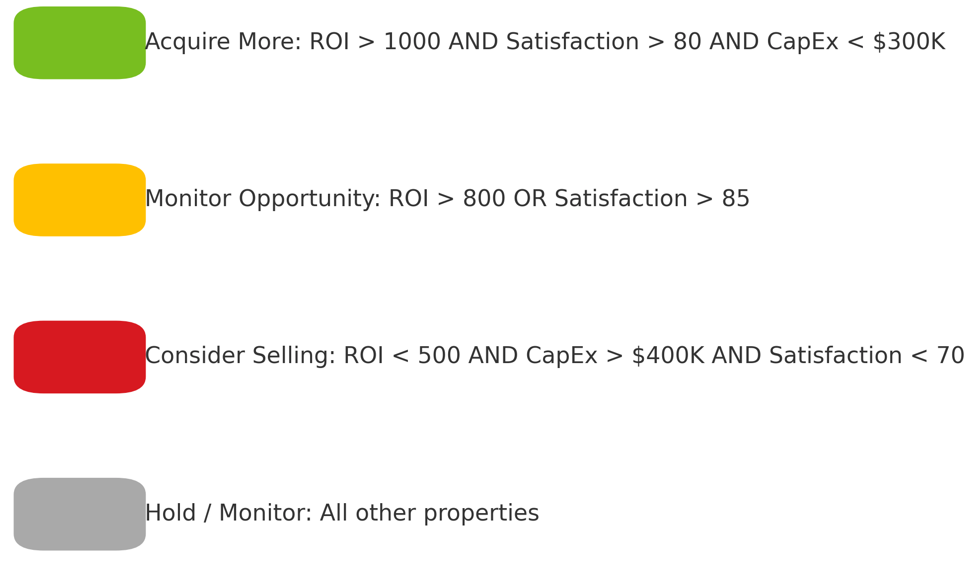 Acquire More: ROI > 1000 AND Satisfaction > 80 AND CapEx < $300K
Monitor Opportunity: ROI > 800 OR Satisfaction > 85
Consider Selling: ROI < 500 AND CapEx > $400K AND Satisfaction < 70
Hold / Monitor: All other properties